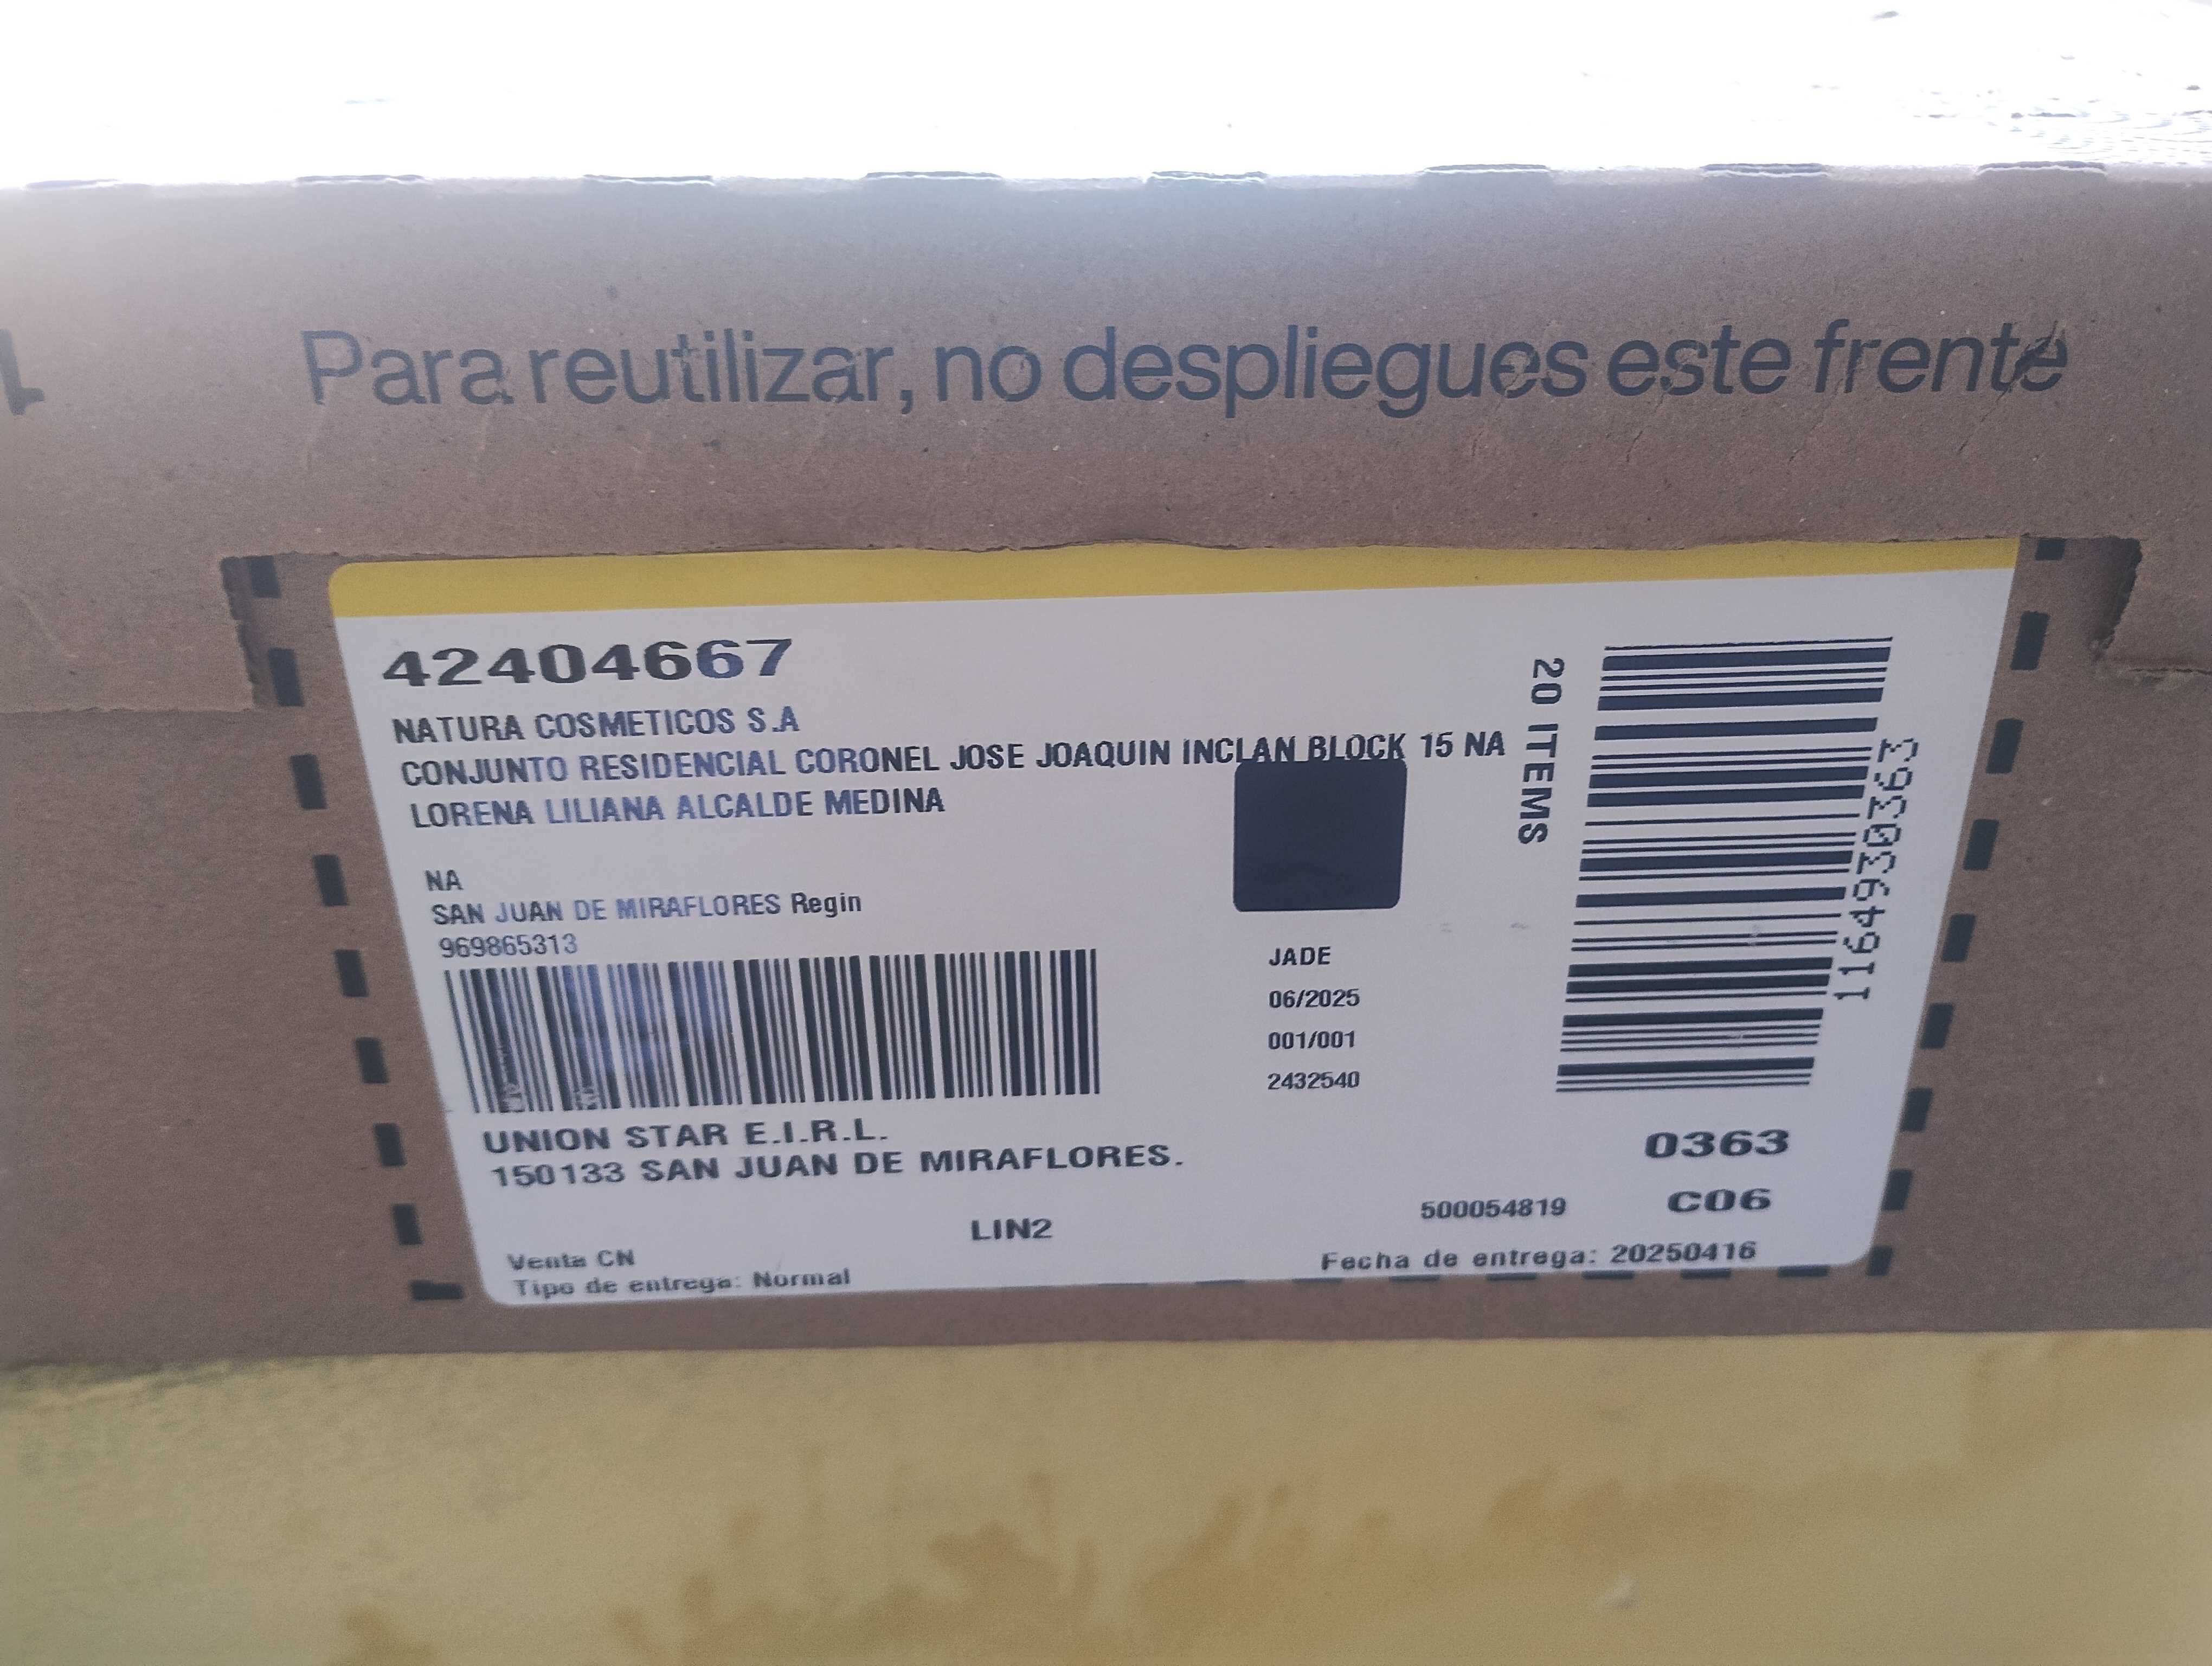 Para reutilizar, no despliegues este frente
42404667
NATURA COSMETICOS S.A
CONJUNTO RESIDENCIAL CORONEL JOSE JOAQUIN INCLAN BLOCK 15 NA
LORENA LILIANA ALCALDE MEDINA
NA
SAN JUAN DE MIRAFLORES Regin
969865313
UNION STAR E.I.R.L.
150133 SAN JUAN DE MIRAFLORES.
LIN2
Venta CN
Tipo de entrega: Normal
JADE
06/2025
001/001
2432540
20 ITEMS
11649303​63
0363
500054819 C06
Fecha de entrega: 20250416